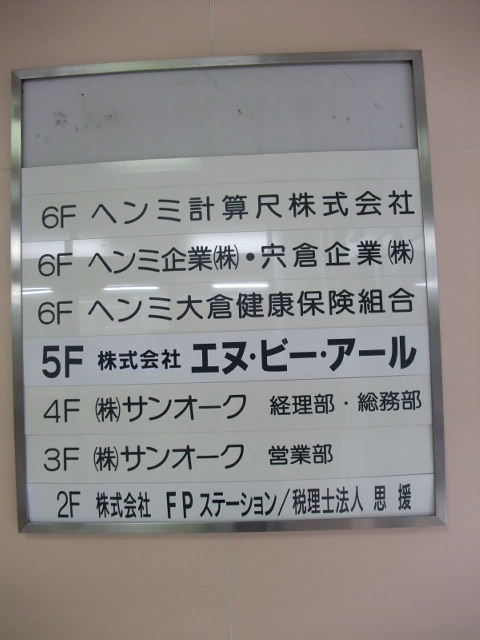 6F ヘンミ計算尺株式会社
6F ヘンミ企業㈱・宍倉企業㈱
6F ヘンミ大倉健康保険組合
5F 株式会社 エヌ・ビー・アール
4F ㈱サンオーク 経理部・総務部
3F ㈱サンオーク 営業部
2F 株式会社 FPステーション/税理士法人 思援